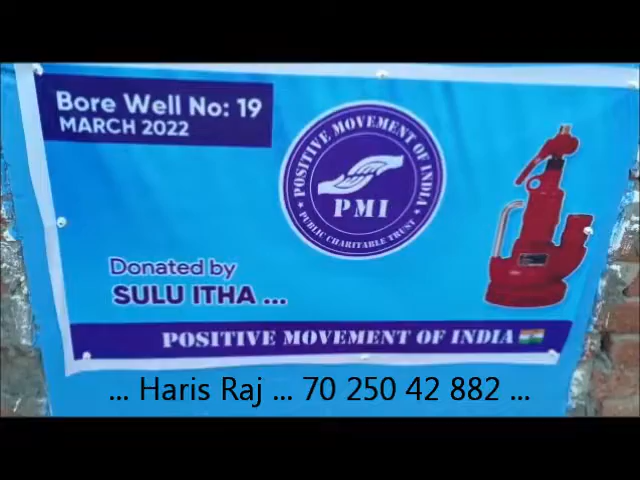 Bore Well No: 19
MARCH 2022
POSITIVE MOVEMENT OF INDIA
PMI
★ PUBLIC CHARITABLE TRUST ★
Donated by
SULU ITHA ...
POSITIVE MOVEMENT OF INDIA
... Haris Raj ... 70 250 42 882 ...